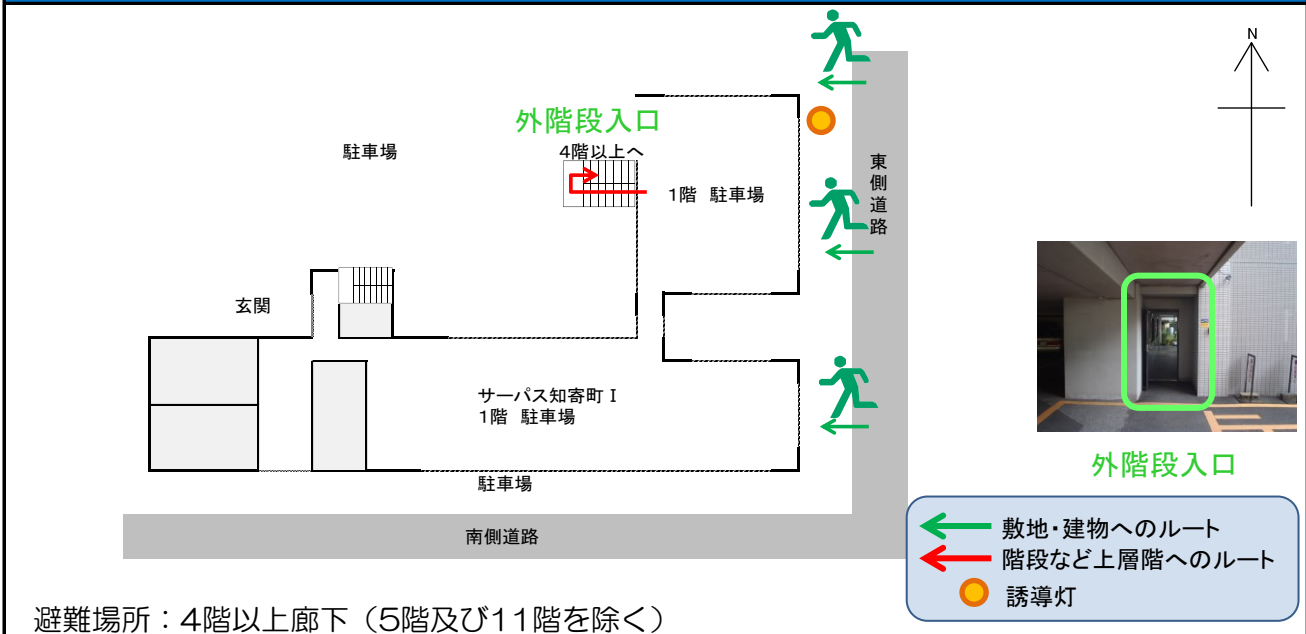 N
外階段入口
4階以上へ
駐車場
1階 駐車場
東側道路
玄関
サーパス知寄町Ⅰ
1階 駐車場
駐車場
南側道路
外階段入口
敷地・建物へのルート
階段など上層階へのルート
誘導灯
避難場所：4階以上廊下（5階及び11階を除く）